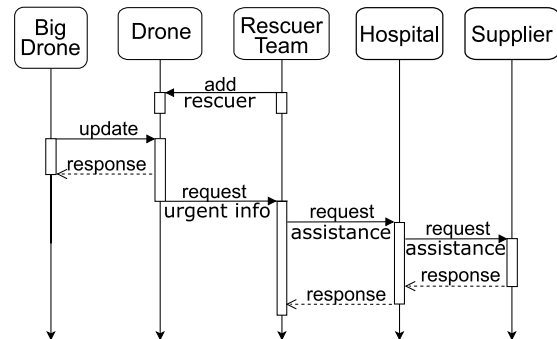 Big
Drone
Drone
Rescuer
Team
Hospital
Supplier
add
rescuer
update
response
request
urgent info
request
assistance
request
assistance
response
response